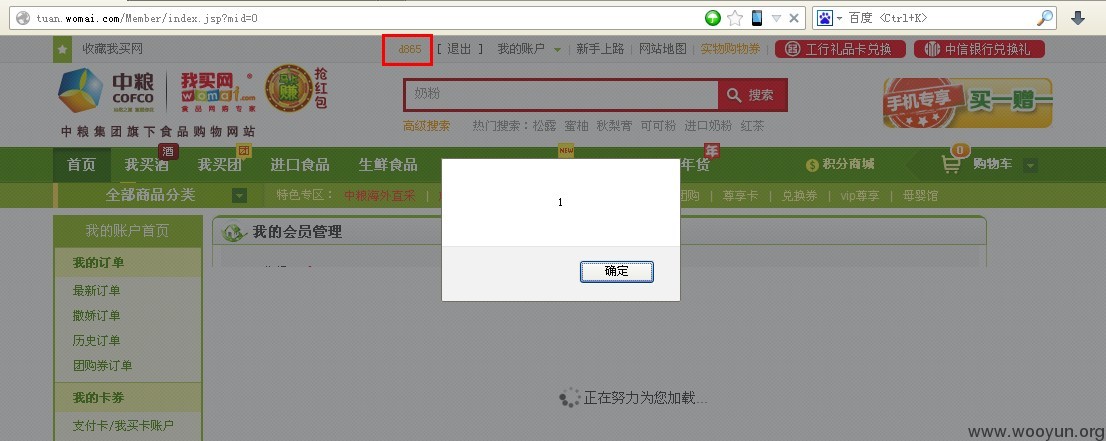 tuan.womai.com/Member/index.jsp?mid=0
百度 <Ctrl+K>
收藏我买网
d865 [ 退出 ] 我的账户 新手上路 | 网站地图 | 实物购物券 | 工行礼品卡兑换 中信银行兑换礼
中粮 COFCO 我买网 womai.com 食品网购专家 抢红包
中粮集团旗下食品购物网站
奶粉 搜索
高级搜索 热门搜索：松露 蜜柚 秋梨膏 可可粉 进口奶粉 红茶
手机专享 买一赠一
首页 我买酒 酒 我买团 团 进口食品 生鲜食品 NEW 年货 年 积分商城 0 购物车
全部商品分类 特色专区： 中粮海外直采 | 团购 | 尊享卡 | 兑换券 | vip尊享 | 母婴馆
我的账户首页
我的会员管理
1
确定
我的订单
最新订单
撒娇订单
历史订单
团购券订单
我的卡券
支付卡/我买卡账户
正在努力为您加载...
www.wooyun.org